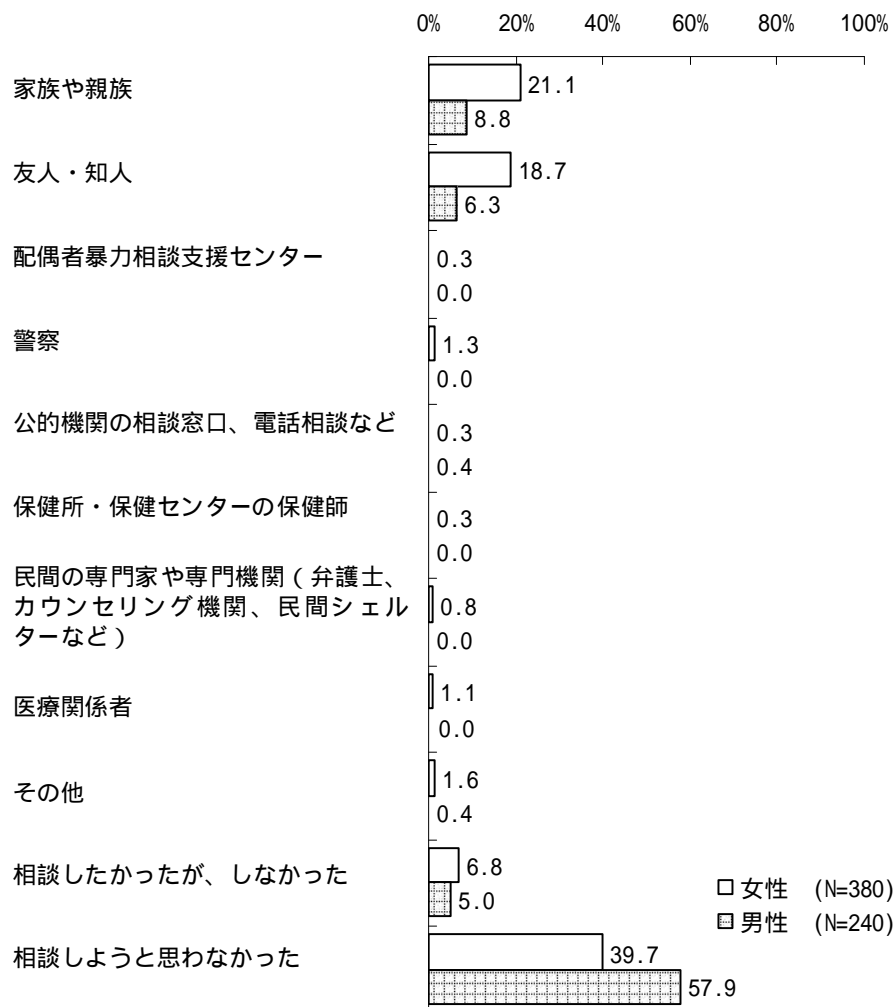 0% 20% 40% 60% 80% 100%
家族や親族
21.1
8.8
友人・知人
18.7
6.3
配偶者暴力相談支援センター
0.3
0.0
警察
1.3
0.0
公的機関の相談窓口、電話相談など
0.3
0.4
保健所・保健センターの保健師
0.3
0.0
民間の専門家や専門機関(弁護士、
カウンセリング機関、民間シェル
ターなど)
0.8
0.0
医療関係者
1.1
0.0
その他
1.6
0.4
相談したかったが、しなかった
6.8
5.0
女性 (N=380)
男性 (N=240)
相談しようと思わなかった
39.7
57.9